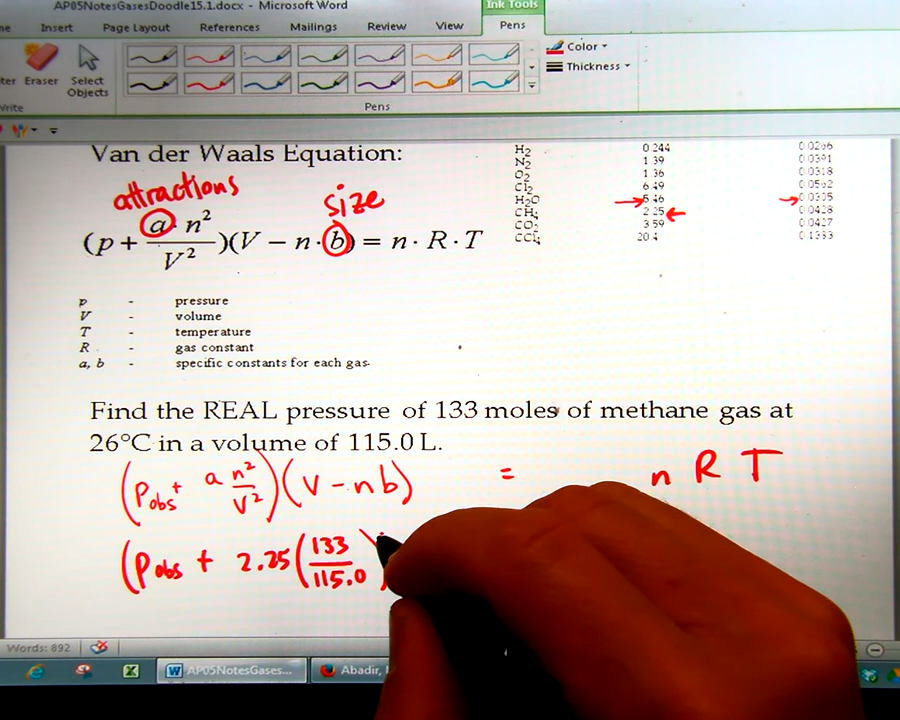 AP05NotesGasesDoodle15.1.docx - Microsoft Word
Ink Tools
Insert Page Layout References Mailings Review View Pens
Eraser Select Objects
Color
Thickness
Pens
Van der Waals Equation:
attractions
size
(p + a · n² / V²)(V − n · b) = n · R · T
H₂ 0.244 0.0266
N₂ 1.39 0.0391
O₂ 1.36 0.0318
Cl₂ 6.49 0.0562
H₂O 5.46 0.0305
CH₄ 2.25 0.0428
CO₂ 3.59 0.0427
CCl₄ 20.4 0.1383
p - pressure
V - volume
T - temperature
R - gas constant
a, b - specific constants for each gas.
Find the REAL pressure of 133 moles of methane gas at
26°C in a volume of 115.0 L.
(Pobs + a n²/V²)(V − nb) = n R T
(Pobs + 2.25(133/115.0)
Words: 892
AP05NotesGases... Abadir,